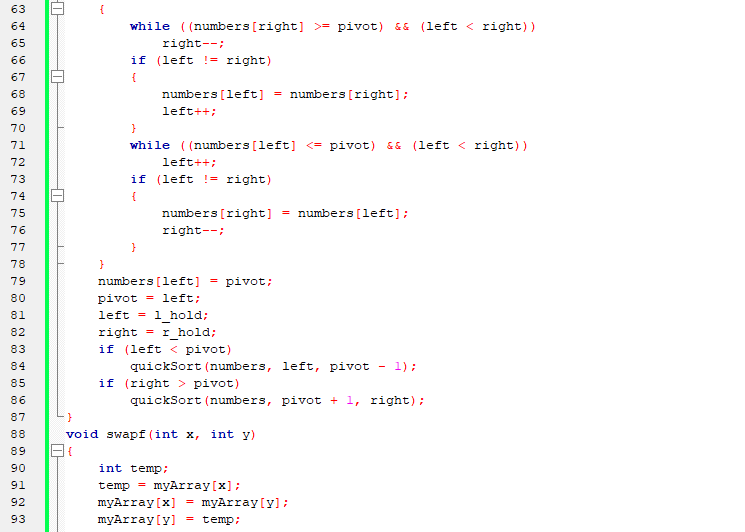 63 {
64 while ((numbers[right] >= pivot) && (left < right))
65 right--;
66 if (left != right)
67 {
68 numbers[left] = numbers[right];
69 left++;
70 }
71 while ((numbers[left] <= pivot) && (left < right))
72 left++;
73 if (left != right)
74 {
75 numbers[right] = numbers[left];
76 right--;
77 }
78 }
79 numbers[left] = pivot;
80 pivot = left;
81 left = l_hold;
82 right = r_hold;
83 if (left < pivot)
84 quickSort(numbers, left, pivot - 1);
85 if (right > pivot)
86 quickSort(numbers, pivot + 1, right);
87 }
88 void swapf(int x, int y)
89 {
90 int temp;
91 temp = myArray[x];
92 myArray[x] = myArray[y];
93 myArray[y] = temp;